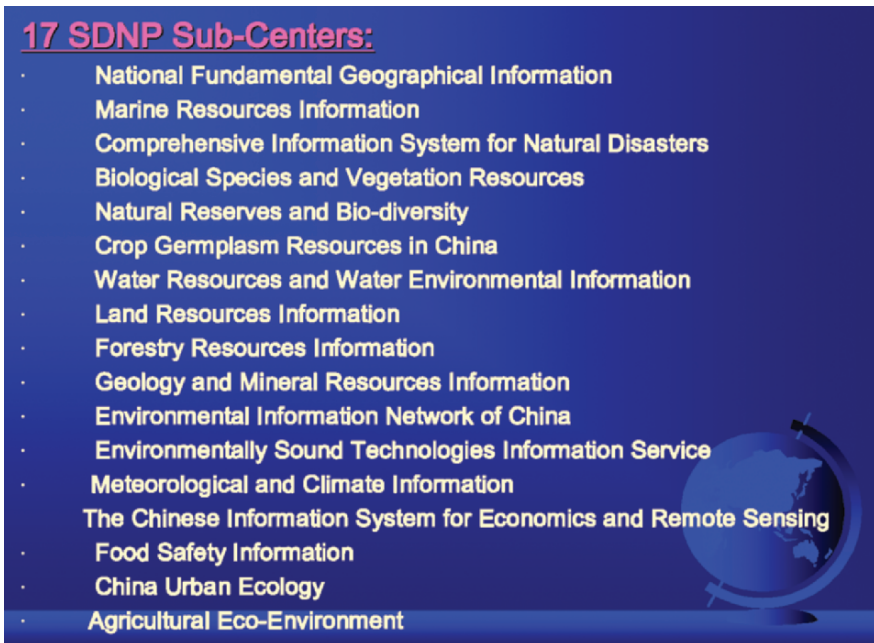 17 SDNP Sub-Centers:
· National Fundamental Geographical Information
· Marine Resources Information
· Comprehensive Information System for Natural Disasters
· Biological Species and Vegetation Resources
· Natural Reserves and Bio-diversity
· Crop Germplasm Resources in China
· Water Resources and Water Environmental Information
· Land Resources Information
· Forestry Resources Information
· Geology and Mineral Resources Information
· Environmental Information Network of China
· Environmentally Sound Technologies Information Service
· Meteorological and Climate Information
The Chinese Information System for Economics and Remote Sensing
· Food Safety Information
· China Urban Ecology
· Agricultural Eco-Environment